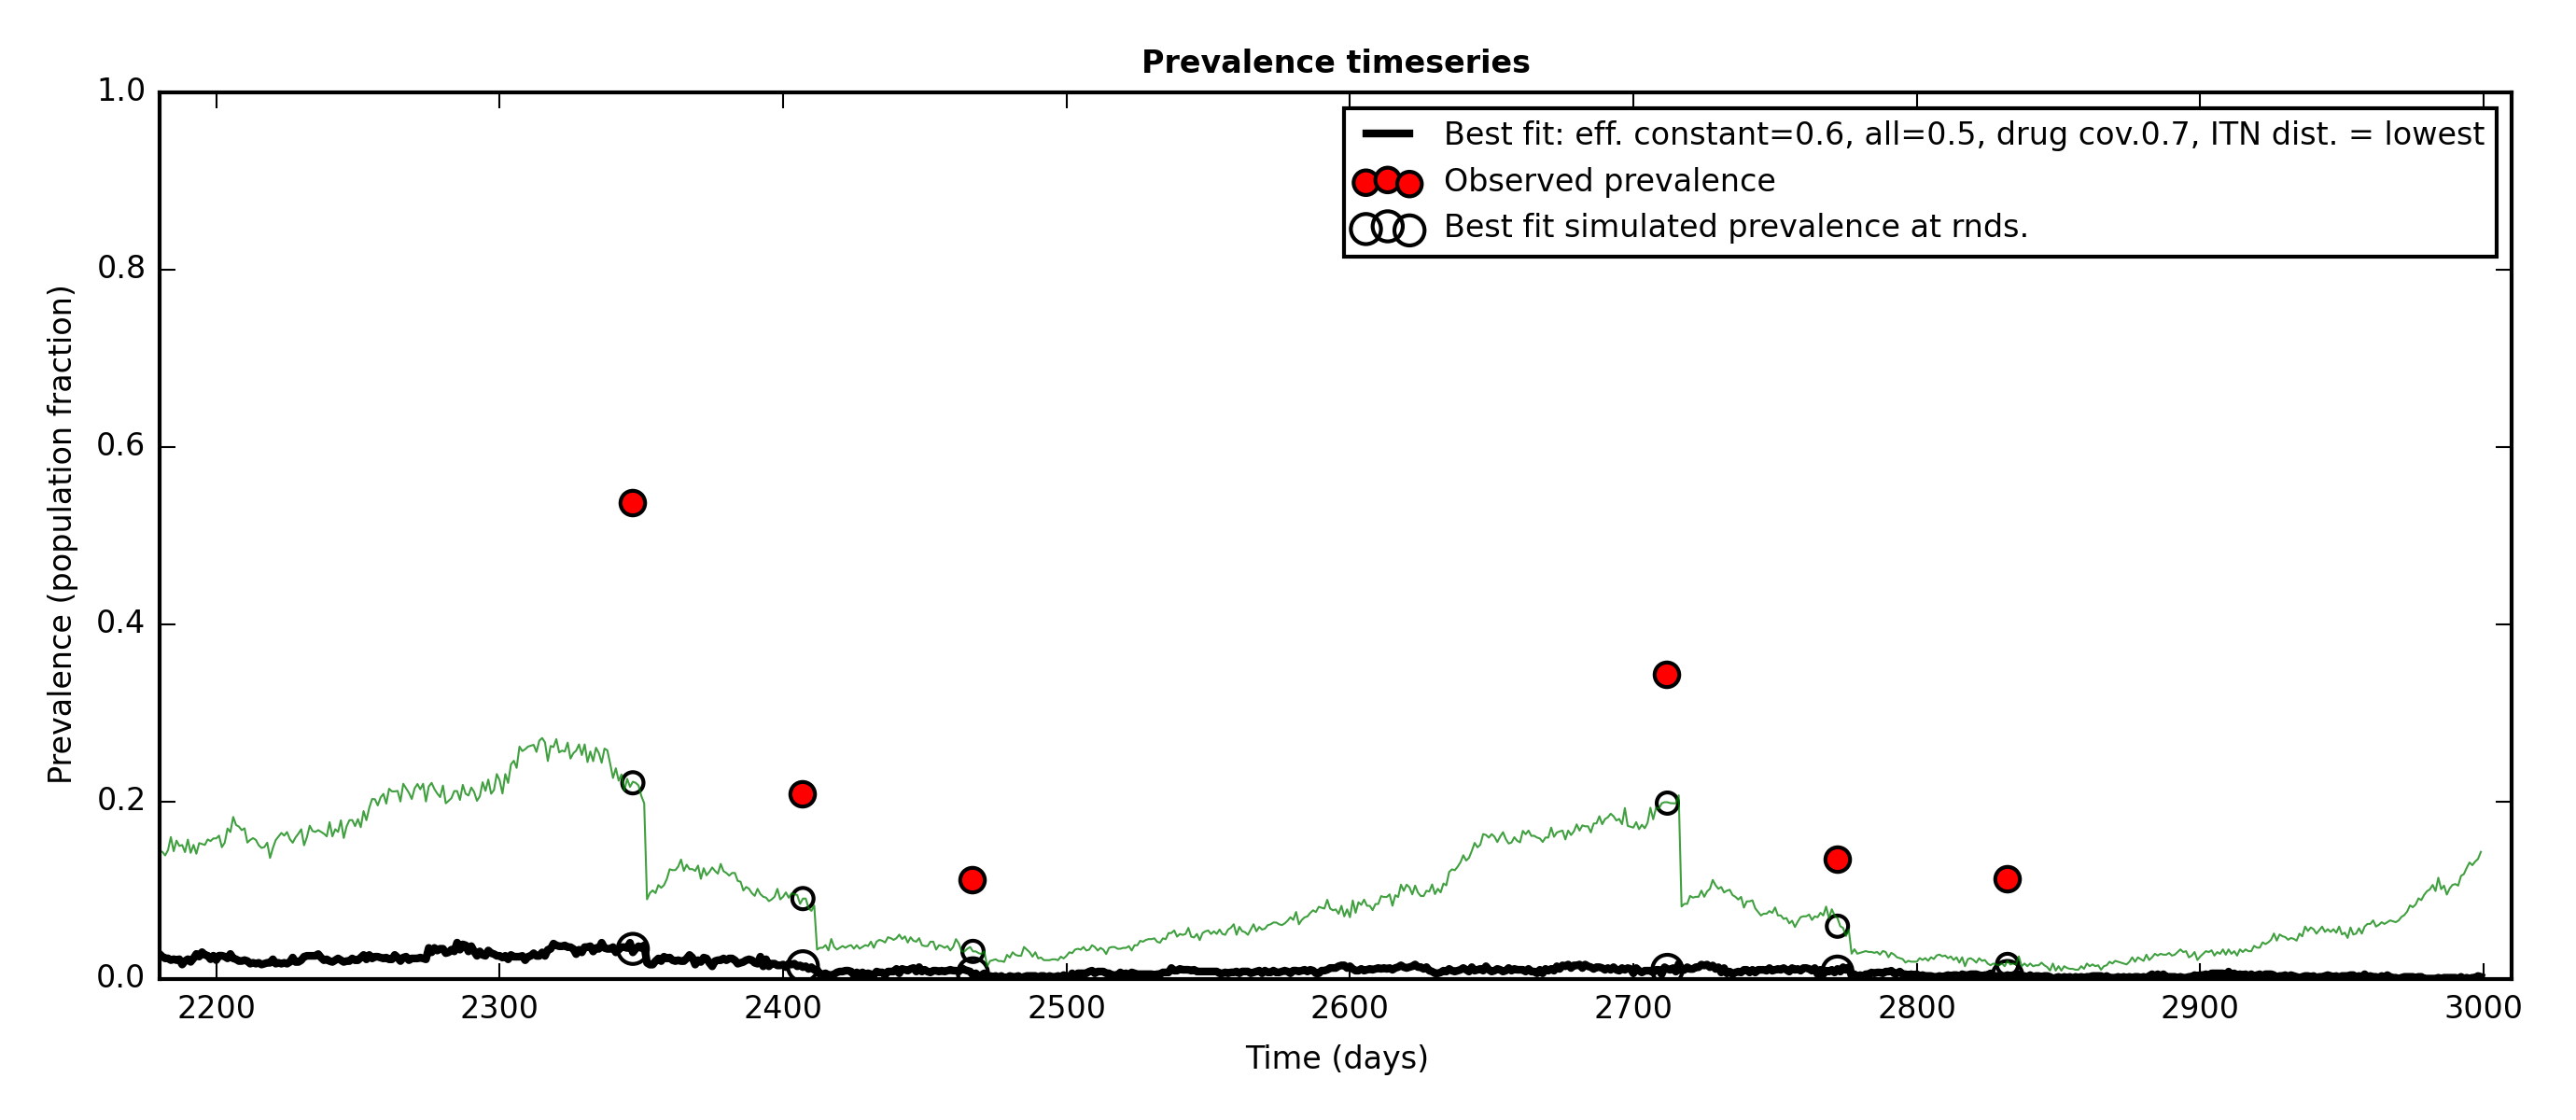 Prevalence timeseries
1.0
0.8
0.6
0.4
0.2
0.0
Prevalence (population fraction)
Best fit: eff. constant=0.6, all=0.5, drug cov.0.7, ITN dist. = lowest
Observed prevalence
Best fit simulated prevalence at rnds.
2200 2300 2400 2500 2600 2700 2800 2900 3000
Time (days)